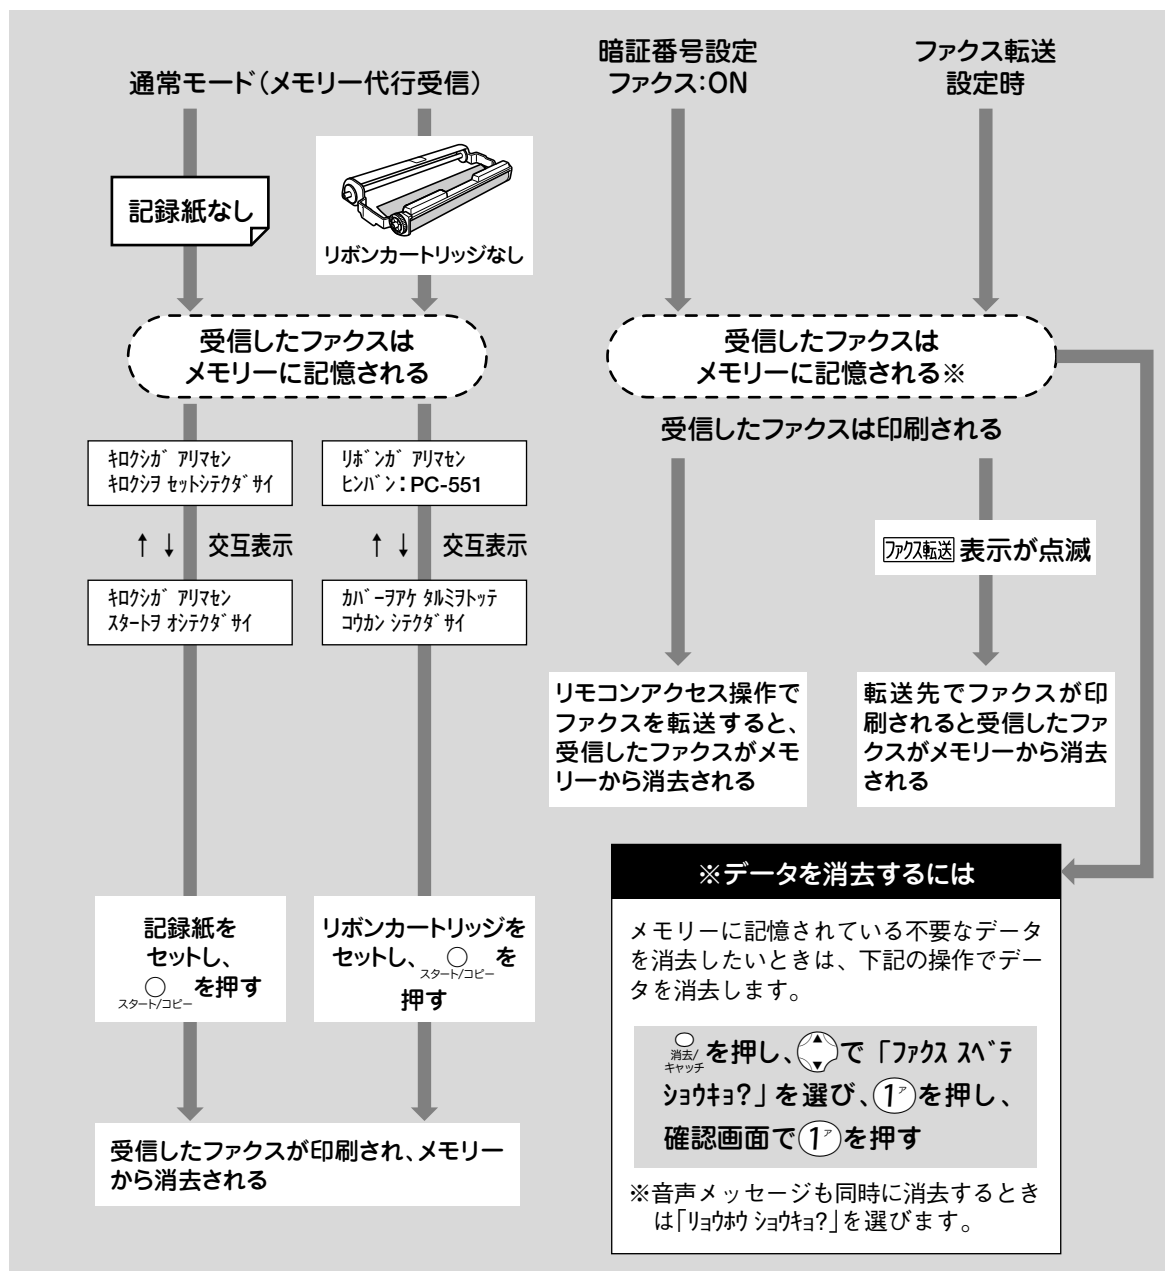 通常モード（メモリー代行受信）
記録紙なし
リボンカートリッジなし
受信したファクスは
メモリーに記憶される
ｷﾛｸｼｶﾞ ｱﾘﾏｾﾝ
ｷﾛｸｼｦ ｾｯﾄｼﾃｸﾀﾞｻｲ
↑ ↓ 交互表示
ｷﾛｸｼｶﾞ ｱﾘﾏｾﾝ
ｽﾀｰﾄｦ ｵｼﾃｸﾀﾞｻｲ
ﾘﾎﾞﾝｶﾞ ｱﾘﾏｾﾝ
ﾋﾝﾊﾞﾝ：PC-551
↑ ↓ 交互表示
ｶﾊﾞｰｦｱｹ ﾀﾙﾐｦﾄｯﾃ
ｺｳｶﾝ ｼﾃｸﾀﾞｻｲ
記録紙を
セットし、
スタート/コピー を押す
リボンカートリッジを
セットし、 スタート/コピー を
押す
受信したファクスが印刷され、メモリー
から消去される
暗証番号設定
ファクス：ON
ファクス転送
設定時
受信したファクスは
メモリーに記憶される※
受信したファクスは印刷される
ﾌｧｸｽ転送 表示が点滅
リモコンアクセス操作で
ファクスを転送すると、
受信したファクスがメモ
リーから消去される
転送先でファクスが印
刷されると受信したファ
クスがメモリーから消去
される
※データを消去するには
メモリーに記憶されている不要なデータ
を消去したいときは、下記の操作でデー
タを消去します。
消去/キャッチ を押し、で「ﾌｧｸｽ ｽﾍﾞﾃ
ｼｮｳｷｮ?」を選び、1ァを押し、
確認画面で1ァを押す
※音声メッセージも同時に消去するとき
は｢ﾘｮｳﾎｳ ｼｮｳｷｮ?｣を選びます。